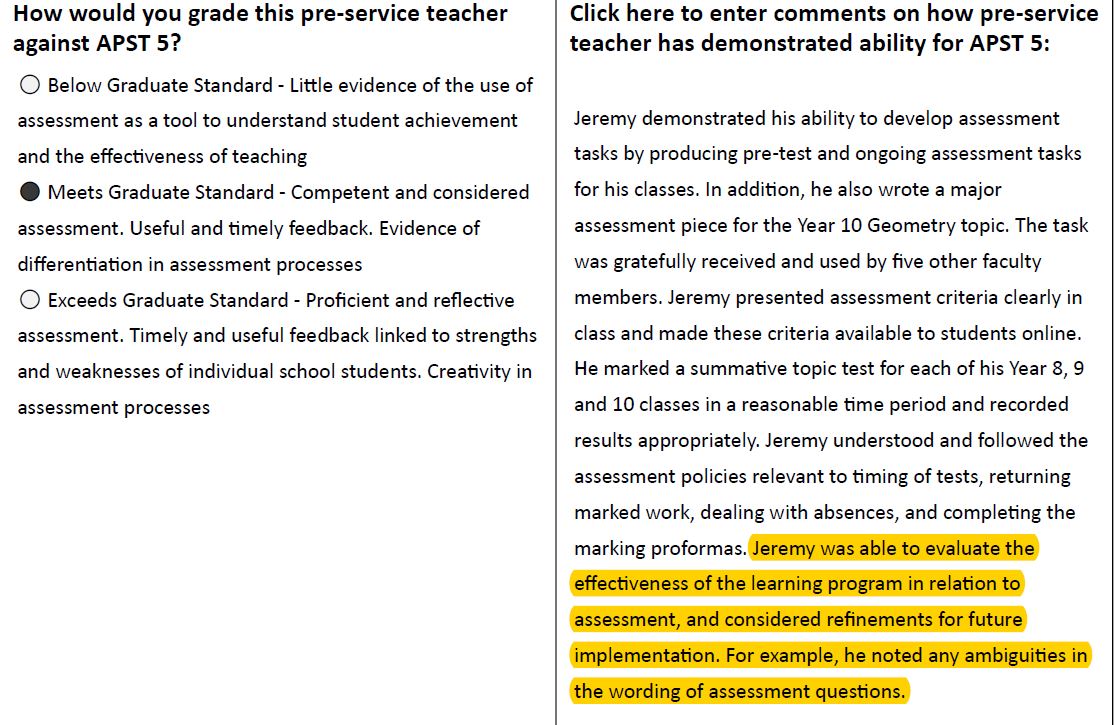 How would you grade this pre-service teacher
against APST 5?
Below Graduate Standard - Little evidence of the use of
assessment as a tool to understand student achievement
and the effectiveness of teaching
Meets Graduate Standard - Competent and considered
assessment. Useful and timely feedback. Evidence of
differentiation in assessment processes
Exceeds Graduate Standard - Proficient and reflective
assessment. Timely and useful feedback linked to strengths
and weaknesses of individual school students. Creativity in
assessment processes
Click here to enter comments on how pre-service
teacher has demonstrated ability for APST 5:
Jeremy demonstrated his ability to develop assessment
tasks by producing pre-test and ongoing assessment tasks
for his classes. In addition, he also wrote a major
assessment piece for the Year 10 Geometry topic. The task
was gratefully received and used by five other faculty
members. Jeremy presented assessment criteria clearly in
class and made these criteria available to students online.
He marked a summative topic test for each of his Year 8, 9
and 10 classes in a reasonable time period and recorded
results appropriately. Jeremy understood and followed the
assessment policies relevant to timing of tests, returning
marked work, dealing with absences, and completing the
marking proformas. Jeremy was able to evaluate the
effectiveness of the learning program in relation to
assessment, and considered refinements for future
implementation. For example, he noted any ambiguities in
the wording of assessment questions.